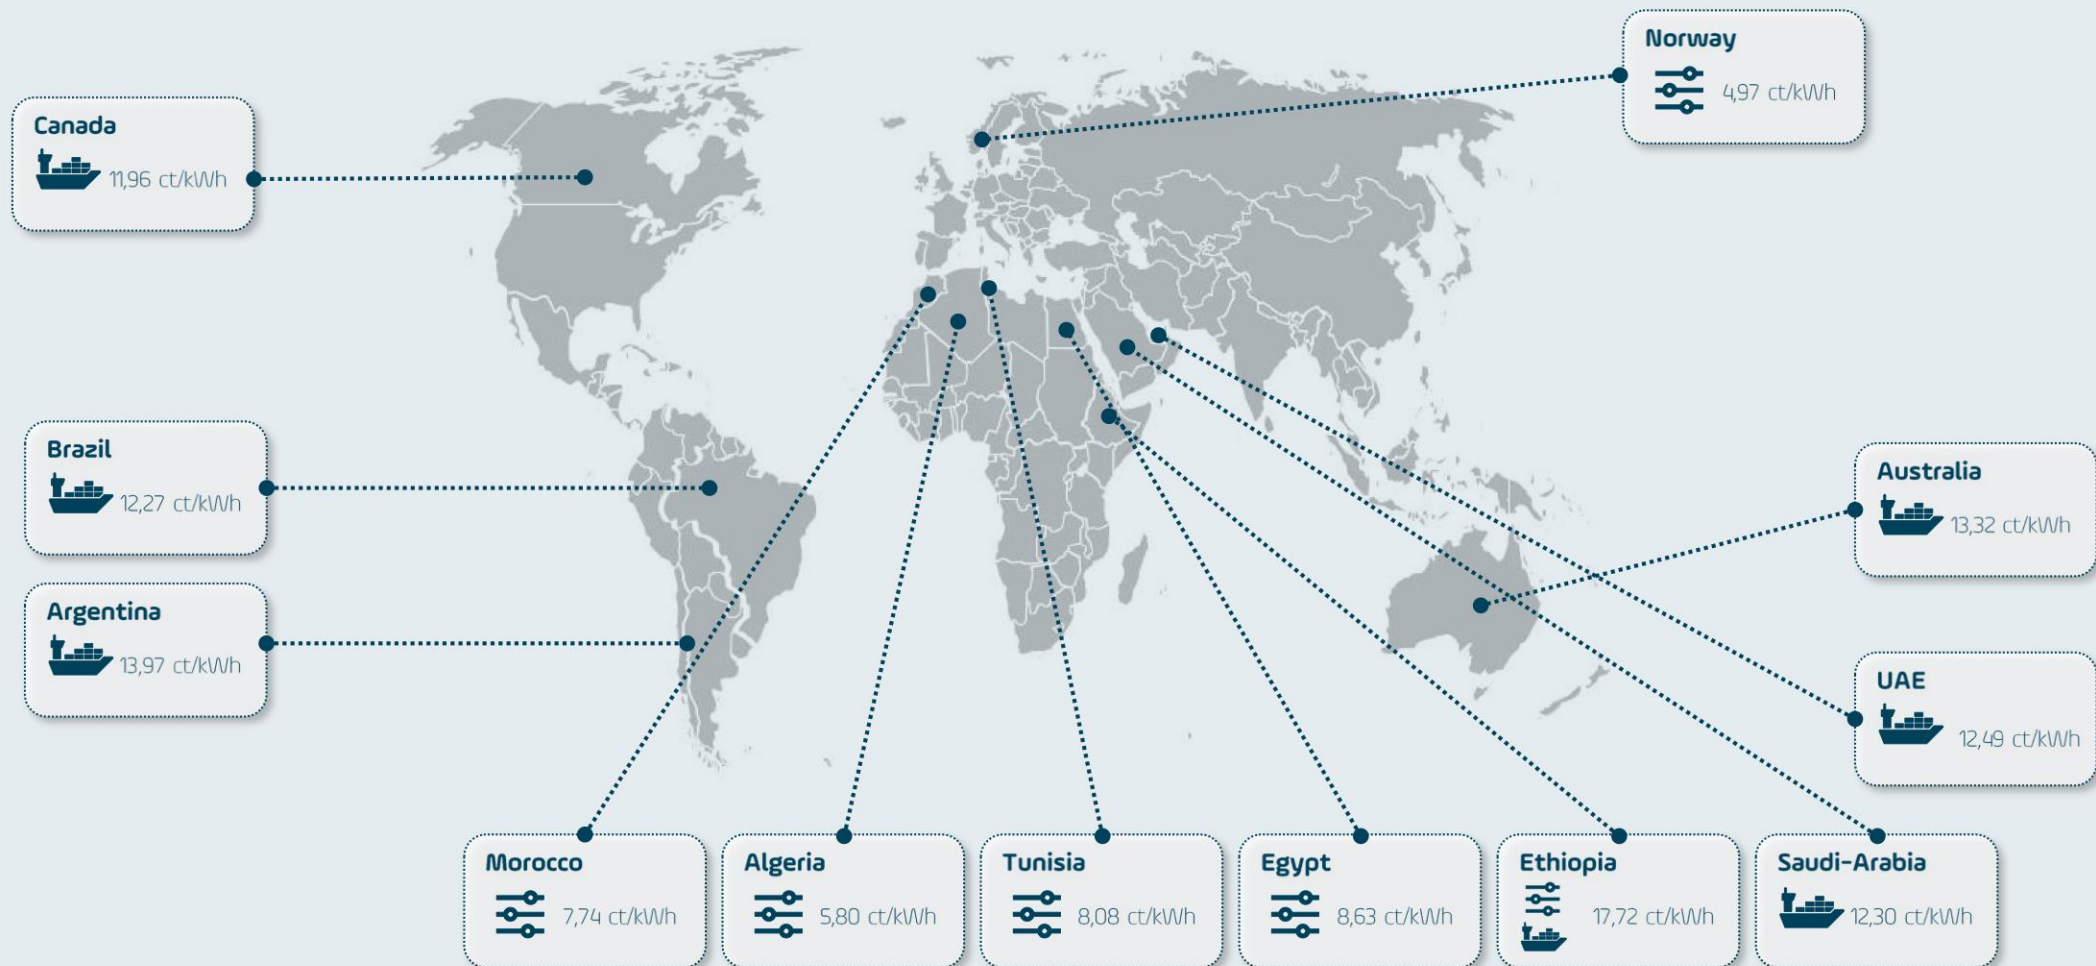 Norway
4,97 ct/kWh
Canada
11,96 ct/kWh
Brazil
12,27 ct/kWh
Argentina
13,97 ct/kWh
Australia
13,32 ct/kWh
UAE
12,49 ct/kWh
Morocco
7,74 ct/kWh
Algeria
5,80 ct/kWh
Tunisia
8,08 ct/kWh
Egypt
8,63 ct/kWh
Ethiopia
17,72 ct/kWh
Saudi-Arabia
12,30 ct/kWh